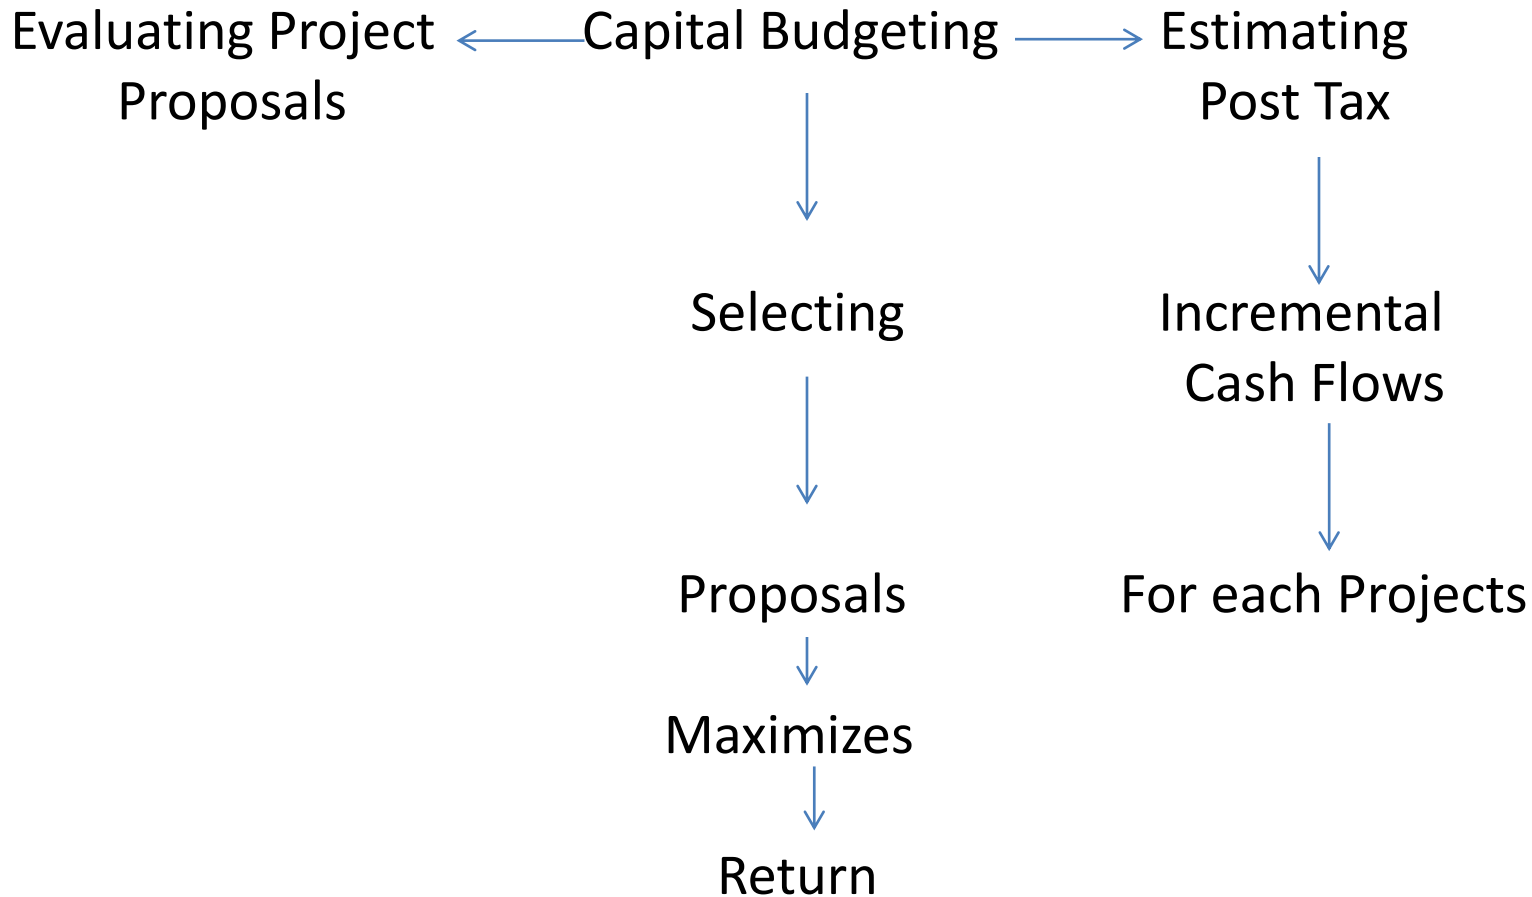 Evaluating Project
Proposals
Capital Budgeting
Estimating
Post Tax
Selecting
Incremental
Cash Flows
Proposals
For each Projects
Maximizes
Return